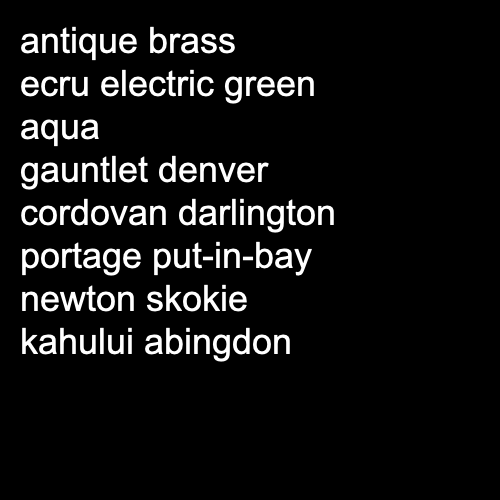 antique brass
ecru electric green
aqua
gauntlet denver
cordovan darlington
portage put-in-bay
newton skokie
kahului abingdon